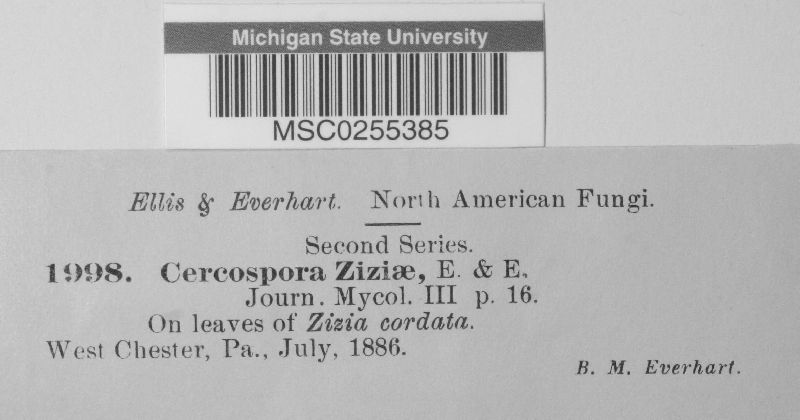 Michigan State University
MSC0255385
Ellis & Everhart. North American Fungi.
Second Series.
1998. Cercospora Ziziæ, E. & E.
Journ. Mycol. III p. 16.
On leaves of Zizia cordata.
West Chester, Pa., July, 1886.
B. M. Everhart.